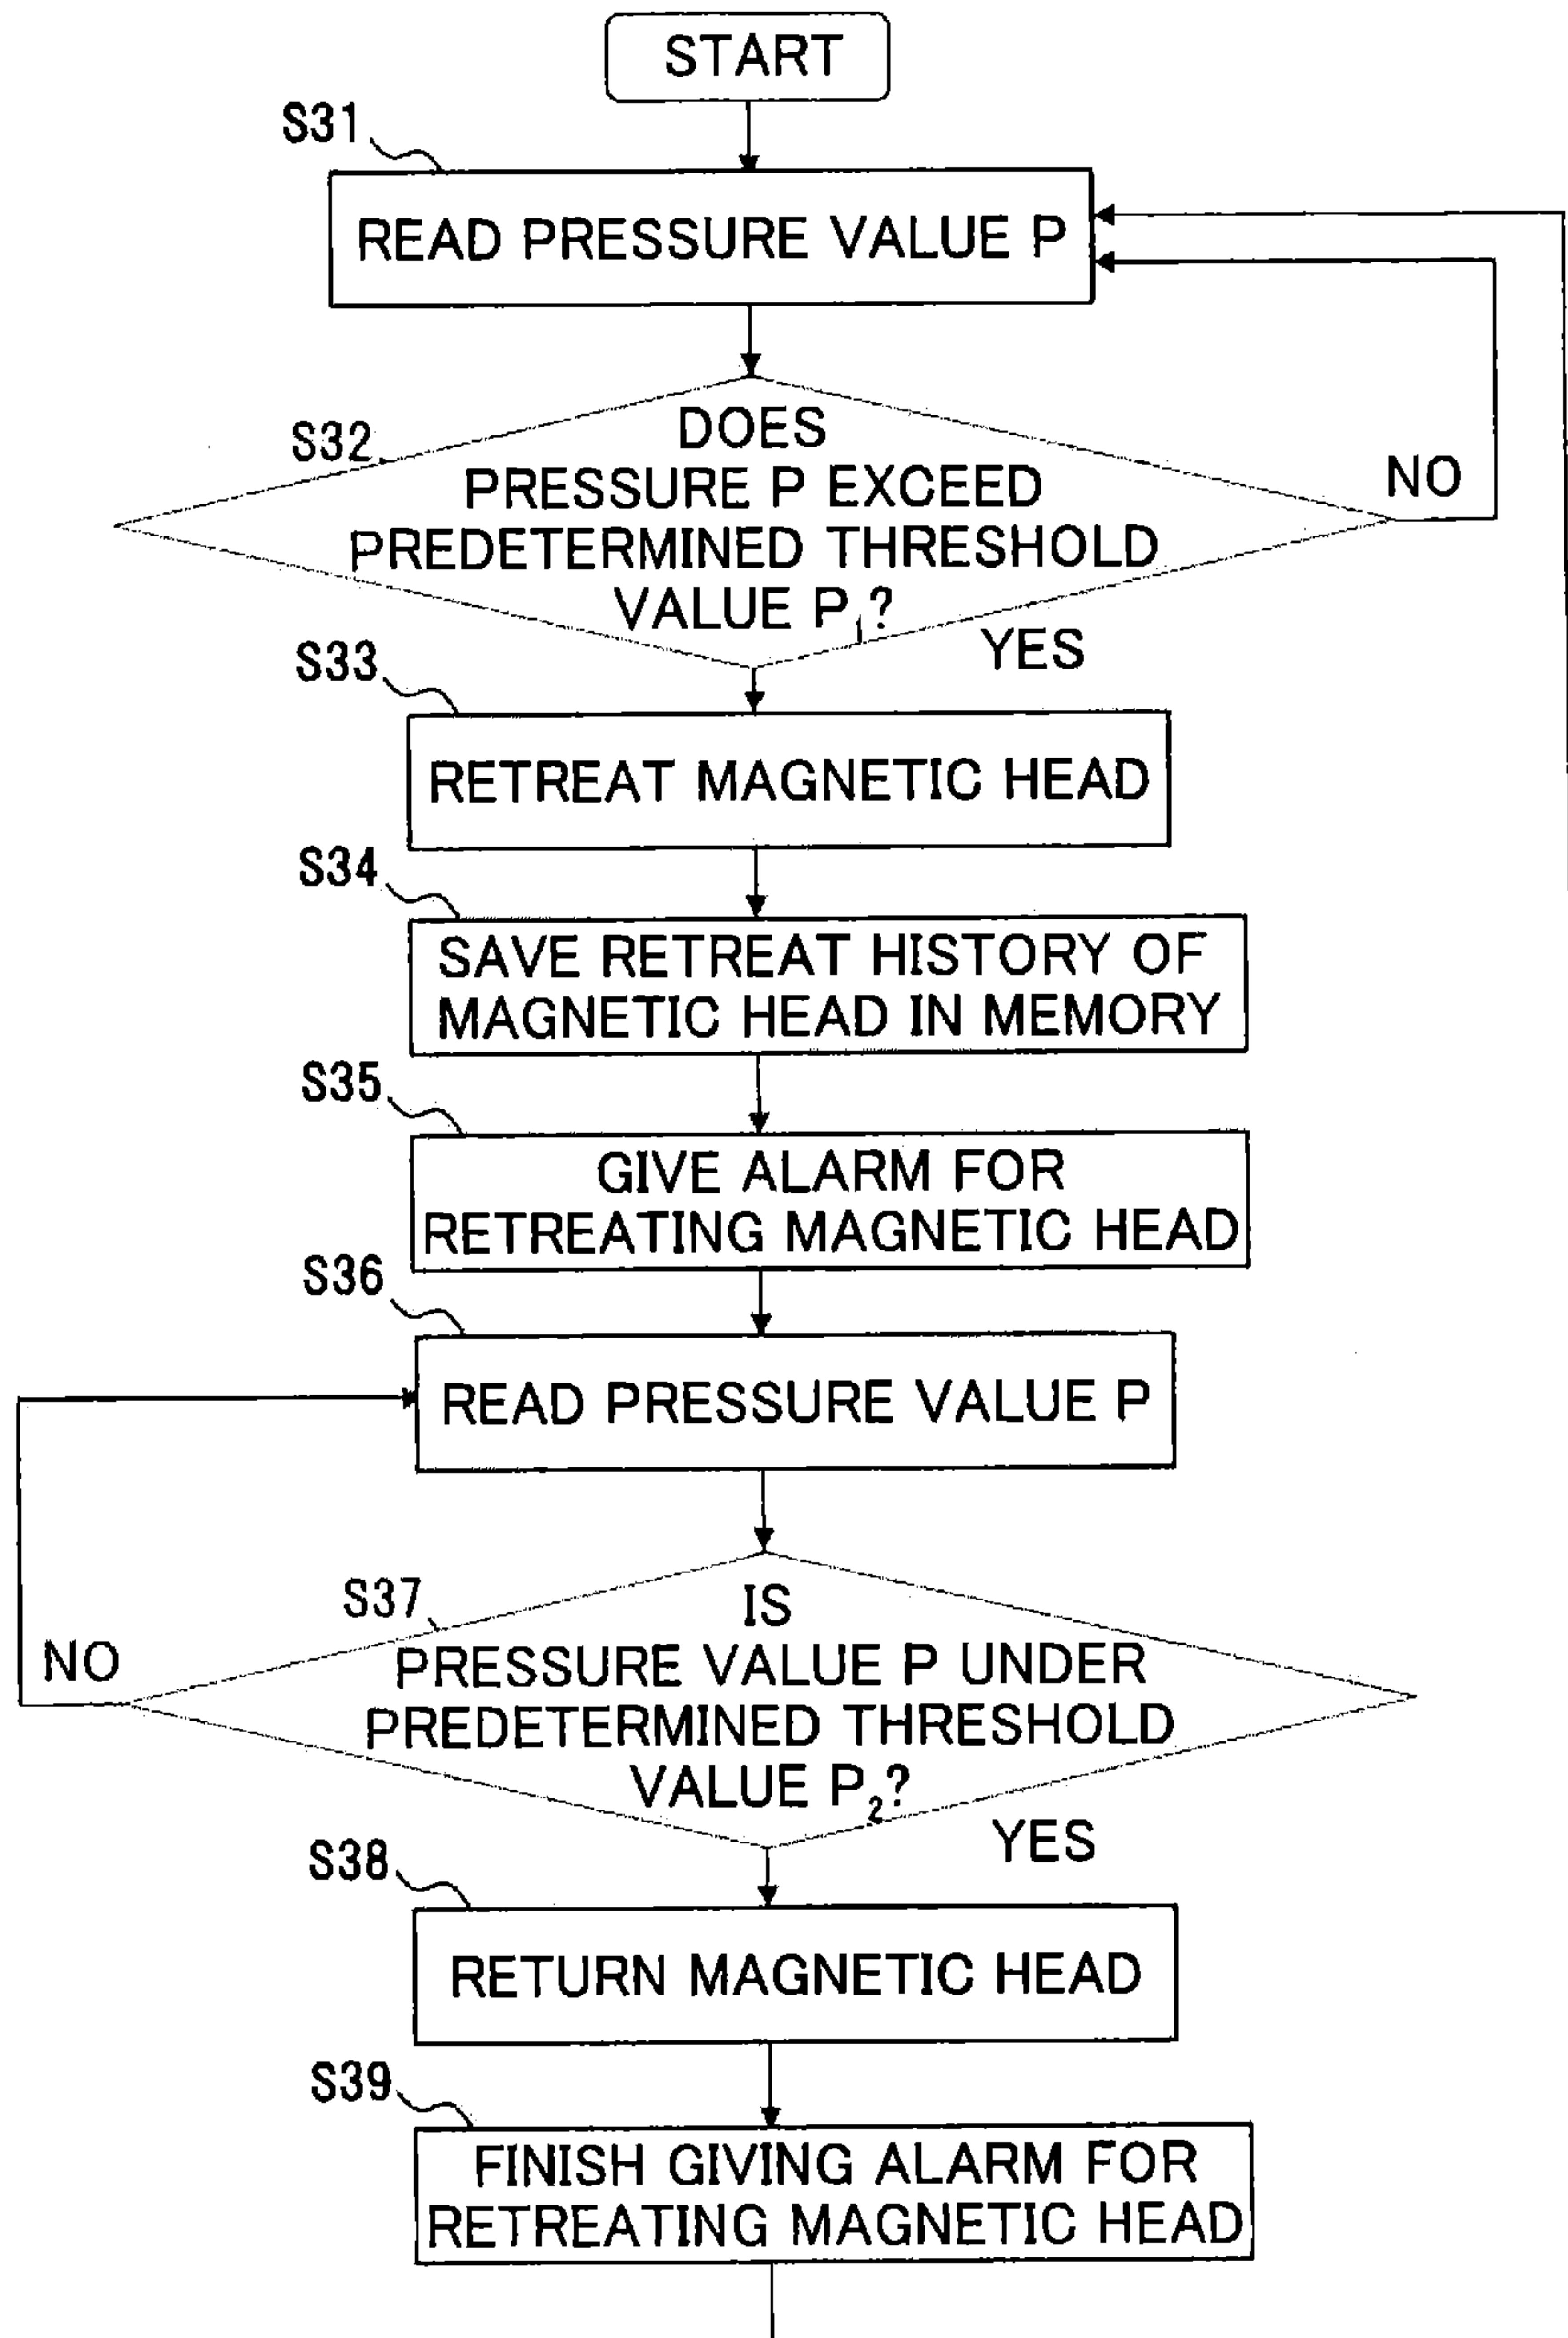 START
S31
READ PRESSURE VALUE P
S32
DOES
PRESSURE P EXCEED
PREDETERMINED THRESHOLD
VALUE P₁?
NO
YES
S33
RETREAT MAGNETIC HEAD
S34
SAVE RETREAT HISTORY OF
MAGNETIC HEAD IN MEMORY
S35
GIVE ALARM FOR
RETREATING MAGNETIC HEAD
S36
READ PRESSURE VALUE P
S37
IS
PRESSURE VALUE P UNDER
PREDETERMINED THRESHOLD
VALUE P₂?
NO
YES
S38
RETURN MAGNETIC HEAD
S39
FINISH GIVING ALARM FOR
RETREATING MAGNETIC HEAD